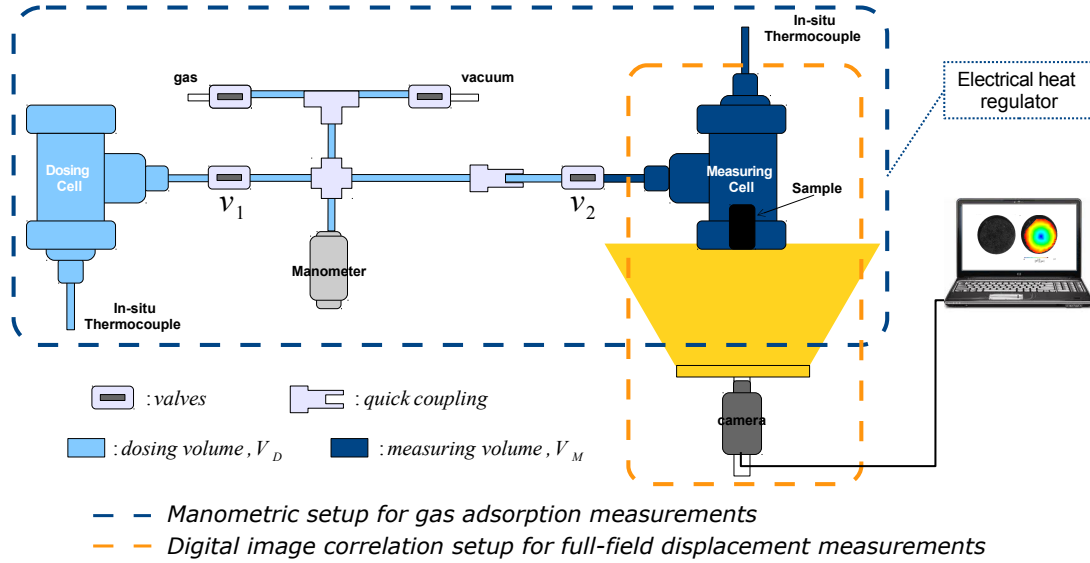 In-situ
Thermocouple
gas
vacuum
Electrical heat
regulator
Dosing
Cell
Measuring
Cell
Sample
v1
v2
Manometer
In-situ
Thermocouple
camera
: valves
: quick coupling
: dosing volume , V D
: measuring volume , V M
Manometric setup for gas adsorption measurements
Digital image correlation setup for full-field displacement measurements